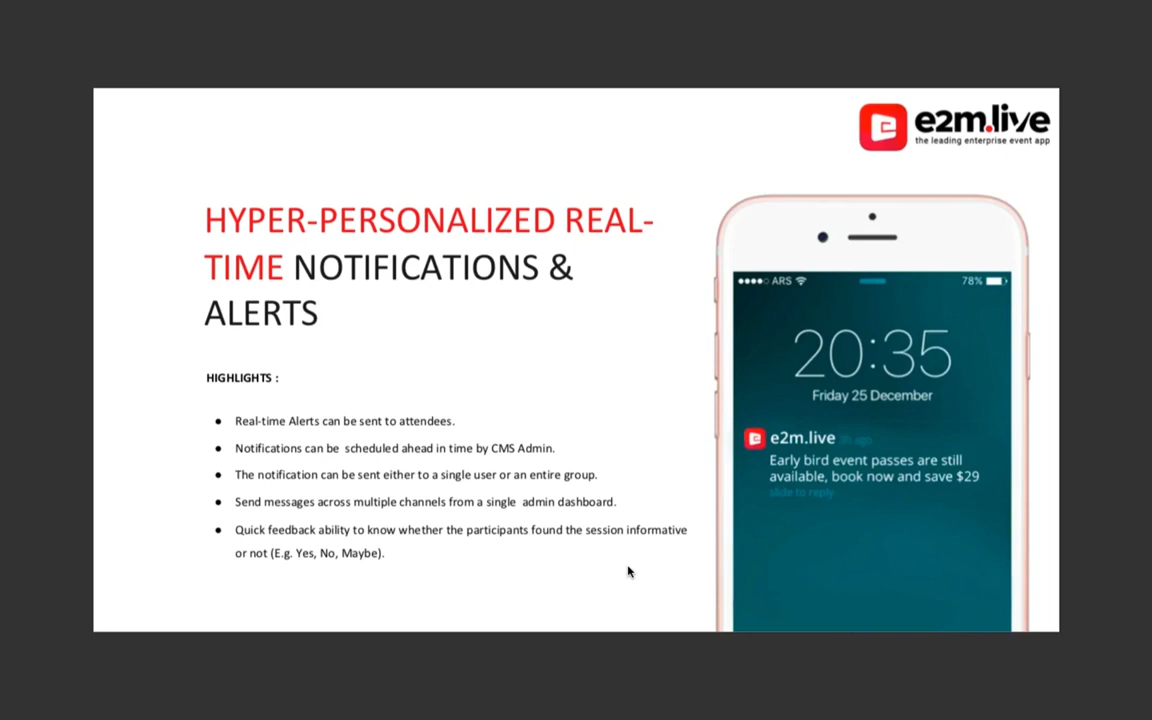 e2m.live
the leading enterprise event app
HYPER-PERSONALIZED REAL-
TIME NOTIFICATIONS &
ALERTS
HIGHLIGHTS :
● Real-time Alerts can be sent to attendees.
● Notifications can be scheduled ahead in time by CMS Admin.
● The notification can be sent either to a single user or an entire group.
● Send messages across multiple channels from a single admin dashboard.
● Quick feedback ability to know whether the participants found the session informative
or not (E.g. Yes, No, Maybe).
ARS 78%
20:35
Friday 25 December
e2m.live 3h ago
Early bird event passes are still
available, book now and save $29
slide to reply